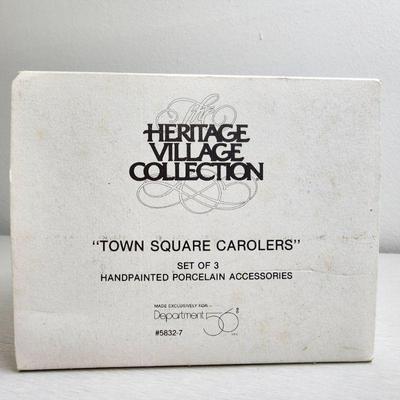 the
HERITAGE
VILLAGE
COLLECTION
"TOWN SQUARE CAROLERS"
SET OF 3
HANDPAINTED PORCELAIN ACCESSORIES
MADE EXCLUSIVELY FOR
Department 56
#5832-7